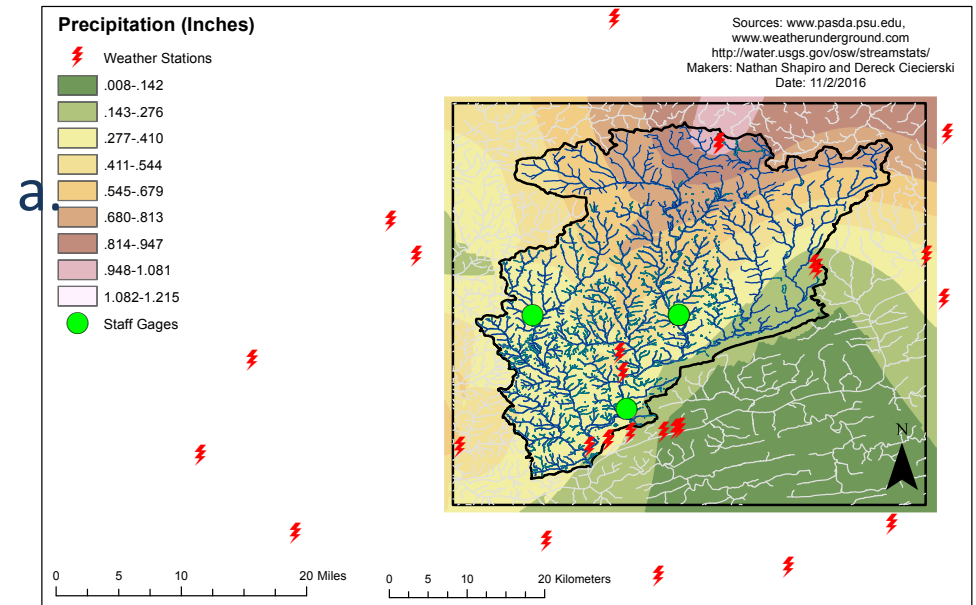 Precipitation (Inches)
Weather Stations
.008-.142
.143-.276
.277-.410
.411-.544
.545-.679
.680-.813
.814-.947
.948-1.081
1.082-1.215
Staff Gages
a.
Sources: www.pasda.psu.edu,
www.weatherunderground.com
http://water.usgs.gov/osw/streamstats/
Makers: Nathan Shapiro and Dereck Ciecierski
Date: 11/2/2016
N
0 5 10 20 Miles
0 5 10 20 Kilometers